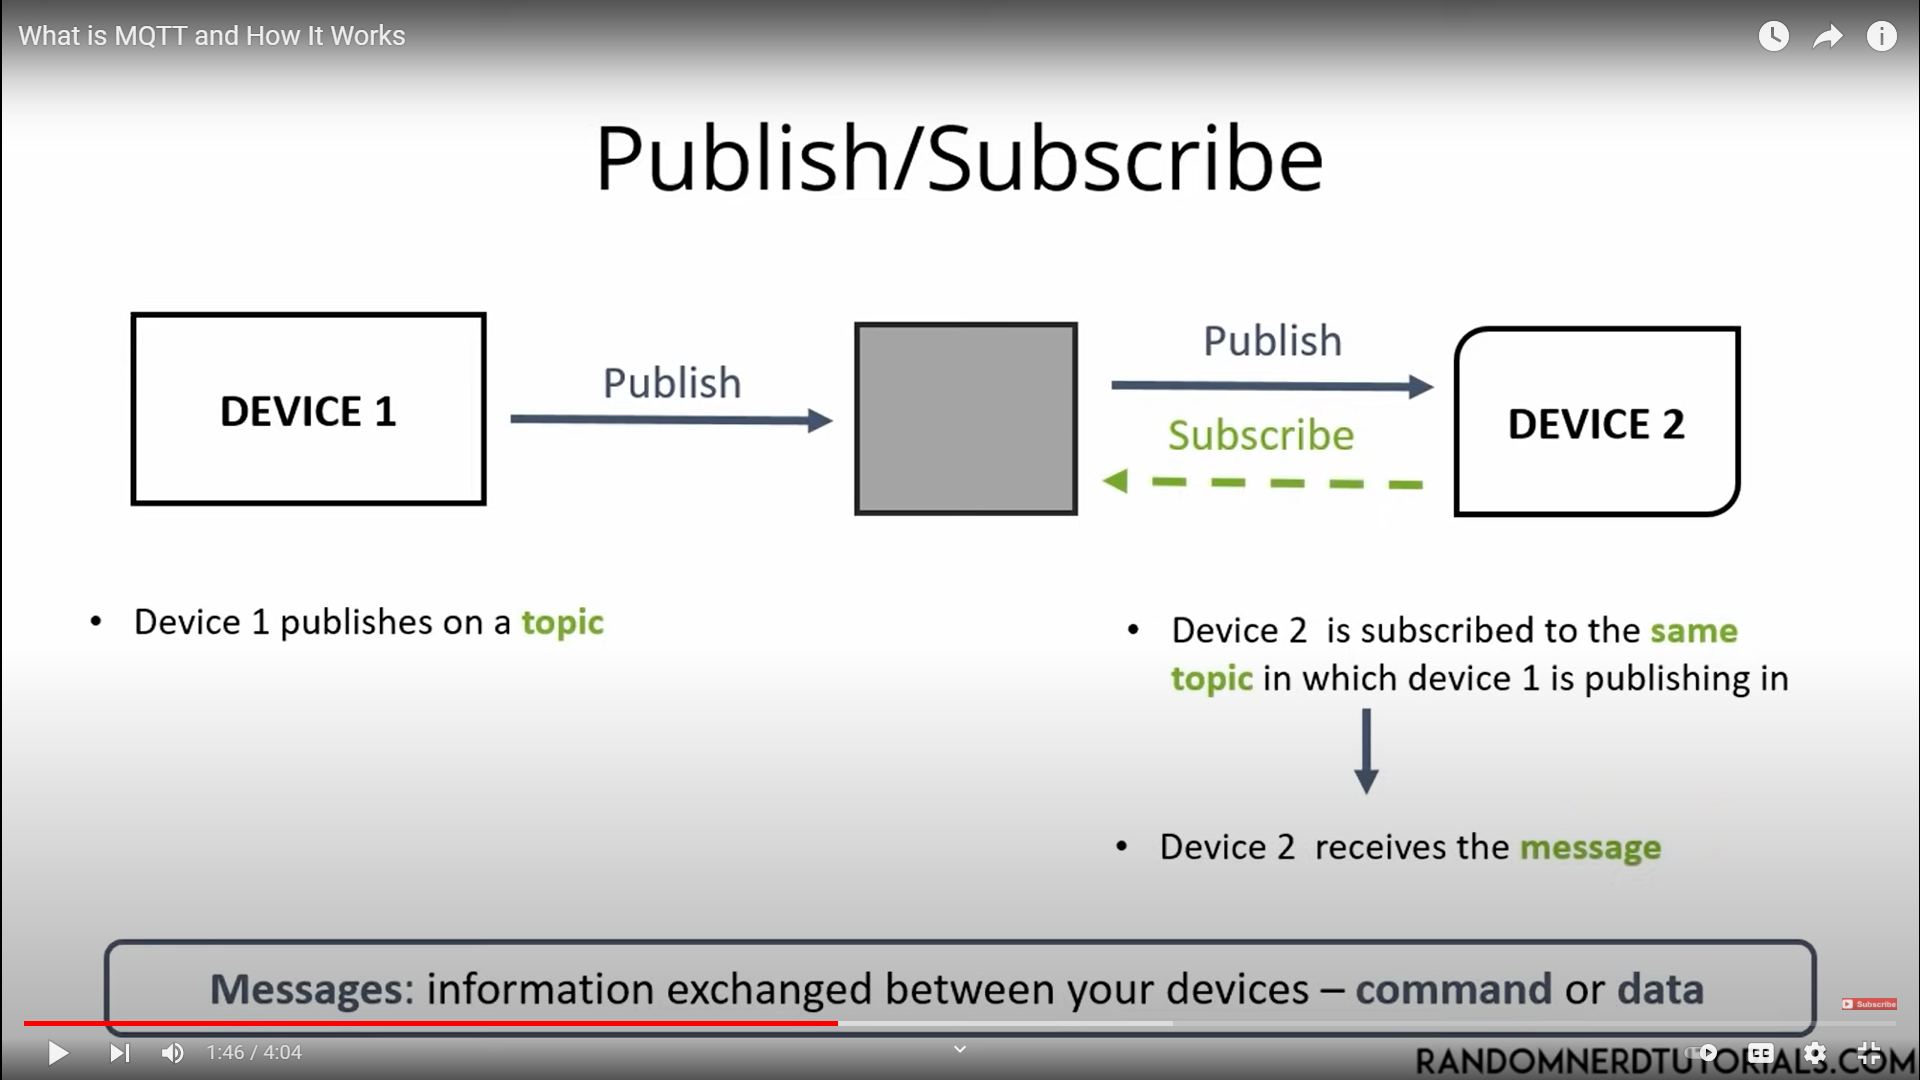 What is MQTT and How It Works
Publish/Subscribe
DEVICE 1
Publish
Publish
Subscribe
DEVICE 2
• Device 1 publishes on a topic
• Device 2 is subscribed to the same
topic in which device 1 is publishing in
• Device 2 receives the message
Messages: information exchanged between your devices – command or data
Subscribe
1:46 / 4:04
CC
RANDOMNERDTUTORIALS.COM